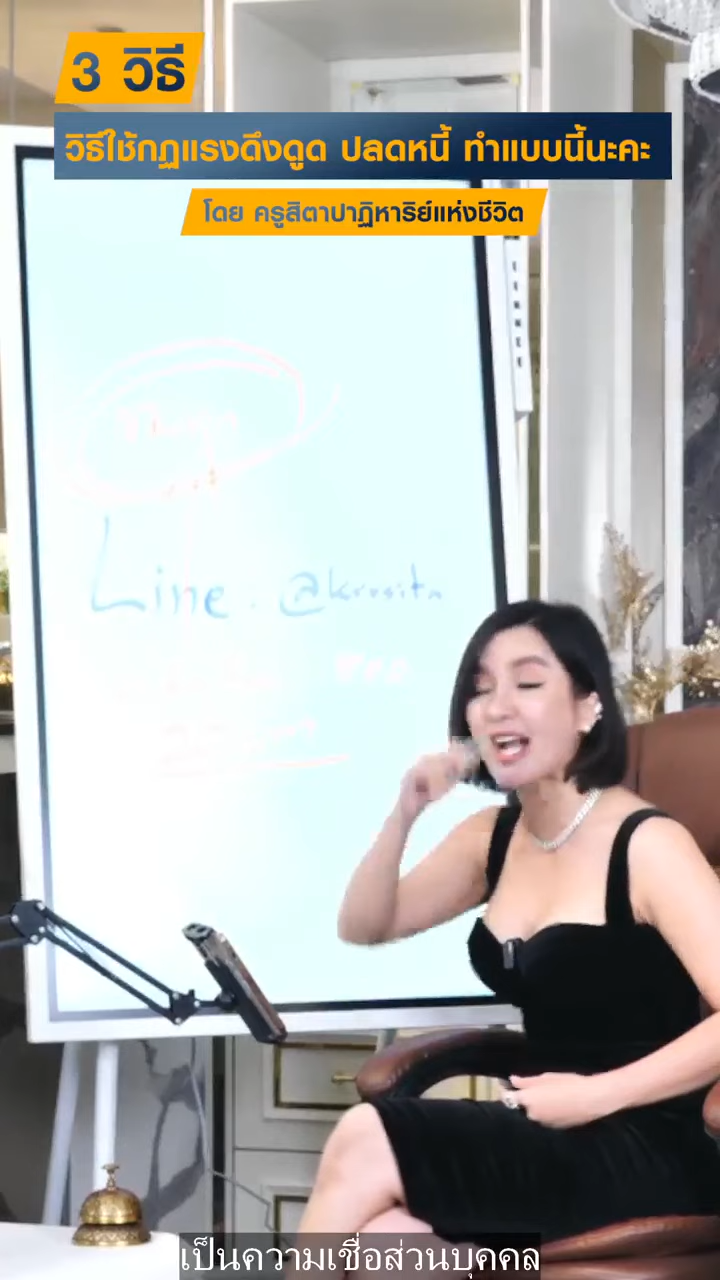 3 วิธี
วิธีใช้กฏแรงดึงดูด ปลดหนี้ ทำแบบนี้นะคะ
โดย ครูสิตาปาฏิหาริย์แห่งชีวิต
Line. @krusita
เป็นความเชื่อส่วนบุคคล